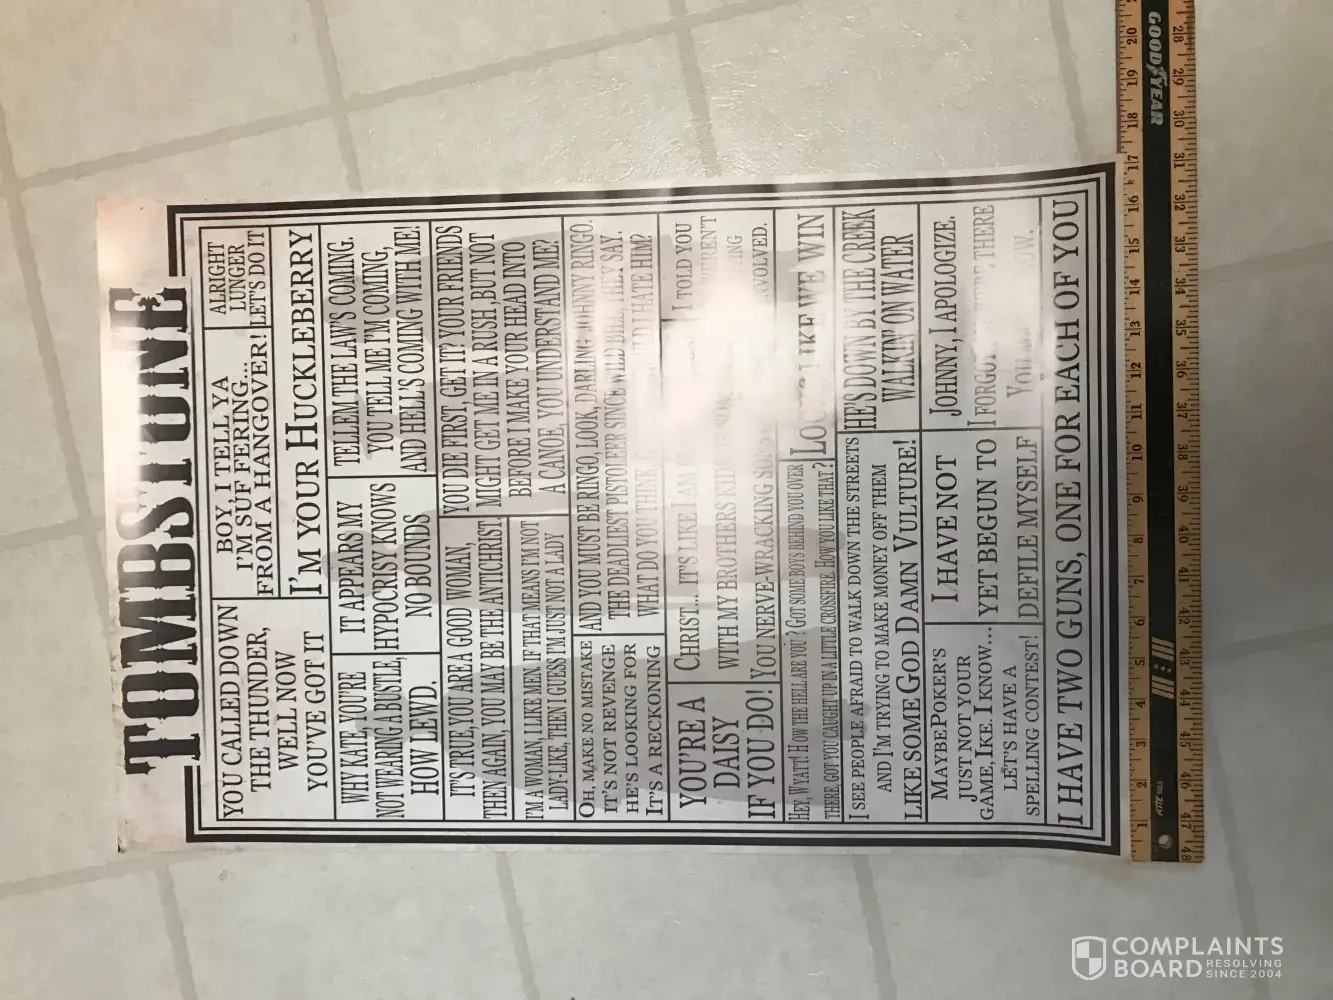 TOMBSTONE
YOU CALLED DOWN
THE THUNDER,
WELL NOW
YOU'VE GOT IT
BOY, I TELL YA
I'M SUF FERING...
FROM A HANGOVER!
ALRIGHT
LUNGER
LET'S DO IT
I'M YOUR HUCKLEBERRY
WHY KATE, YOU'RE
NOT WEARING A BUSTLE,
HOW LEWD.
IT APPEARS MY
HYPOCRISY KNOWS
NO BOUNDS
TELL EM THE LAW'S COMING.
YOU TELL ME I'M COMING,
AND HELL'S COMING WITH ME!
IT'S TRUE, YOU ARE A GOOD WOMAN,
THEN AGAIN, YOU MAY BE THE ANTICHRIST
YOU DIE FIRST, GET IT? YOUR FRIENDS
MIGHT GET ME IN A RUSH, BUT NOT
BEFORE I MAKE YOUR HEAD INTO
A CANOE, YOU UNDERSTAND ME?
I'M A WOMAN, I LIKE MEN. IF THAT MEANS I'M NOT
LADY-LIKE, THEN I GUESS I'M JUST NOT A LADY
OH, MAKE NO MISTAKE
IT'S NOT REVENGE
HE'S LOOKING FOR
IT'S A RECKONING
AND YOU MUST BE RINGO, LOOK, DARLING, JOHNNY RINGO.
THE DEADLIEST PISTOLEER SINCE WILD BILL, THEY SAY.
WHAT DO YOU THINK, I HATE HIM?
YOU'RE A
DAISY
IF YOU DO!
CHRIST... IT'S LIKE I AM I TOLD YOU
WITH MY BROTHERS
YOU NERVE-WRACKING SONS INVOLVED.
HEY, WYATT! HOW THE HELL ARE YOU? GOT SOME BOYS BEHIND YOU OVER
THERE, GOT YOU CAUGHT UP IN A LITTLE CROSSFIRE. HOW YOU LIKE THAT?
LOOKS LIKE WE WIN
I SEE PEOPLE AFRAID TO WALK DOWN THE STREETS
AND I'M TRYING TO MAKE MONEY OFF THEM
LIKE SOME GOD DAMN VULTURE!
HE'S DOWN BY THE CREEK
WALKIN' ON WATER
MAYBE POKER'S
JUST NOT YOUR
GAME, IKE. I KNOW...
LET'S HAVE A
SPELLING CONTEST!
I HAVE NOT
YET BEGUN TO
DEFILE MYSELF
JOHNNY, I APOLOGIZE.
I FORGOT YOU WERE THERE
I HAVE TWO GUNS, ONE FOR EACH OF YOU
GOODYEAR
COMPLAINTS
BOARD RESOLVING
SINCE 2004